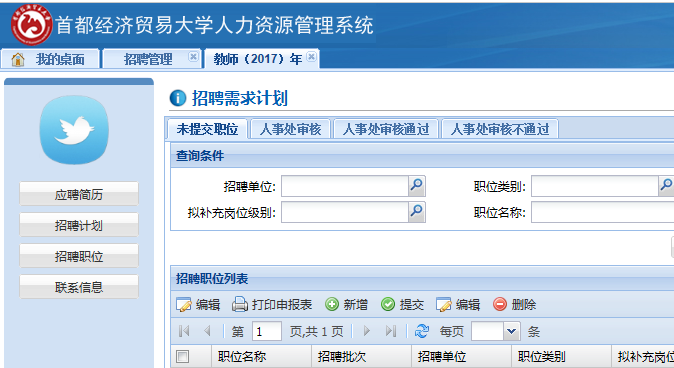 首都经济贸易大学人力资源管理系统
我的桌面 招聘管理 教师（2017）年
招聘需求计划
未提交职位 人事处审核 人事处审核通过 人事处审核不通过
查询条件
招聘单位: 职位类别:
拟补充岗位级别: 职位名称:
应聘简历
招聘计划
招聘职位
联系信息
招聘职位列表
编辑 打印申报表 新增 提交 编辑 删除
第 1 页,共 1 页 每页 条
职位名称 招聘批次 招聘单位 职位类别 拟补充岗位